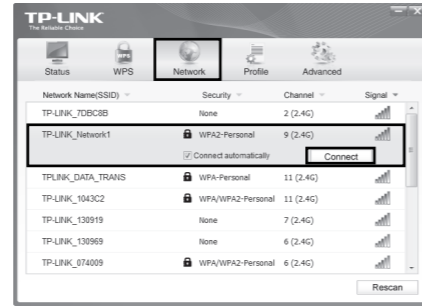 TP-LINK
The Reliable Choice
WPS
Status WPS Network Profile Advanced
Network Name(SSID) Security Channel Signal
TP-LINK_7DBC8B None 2 (2.4G)
TP-LINK_Network1 WPA2-Personal 9 (2.4G)
Connect automatically Connect
TPLINK_DATA_TRANS WPA-Personal 11 (2.4G)
TP-LINK_1043C2 WPA/WPA2-Personal 11 (2.4G)
TP-LINK_130919 None 7 (2.4G)
TP-LINK_130969 None 6 (2.4G)
TP-LINK_074009 WPA/WPA2-Personal 6 (2.4G)
Rescan